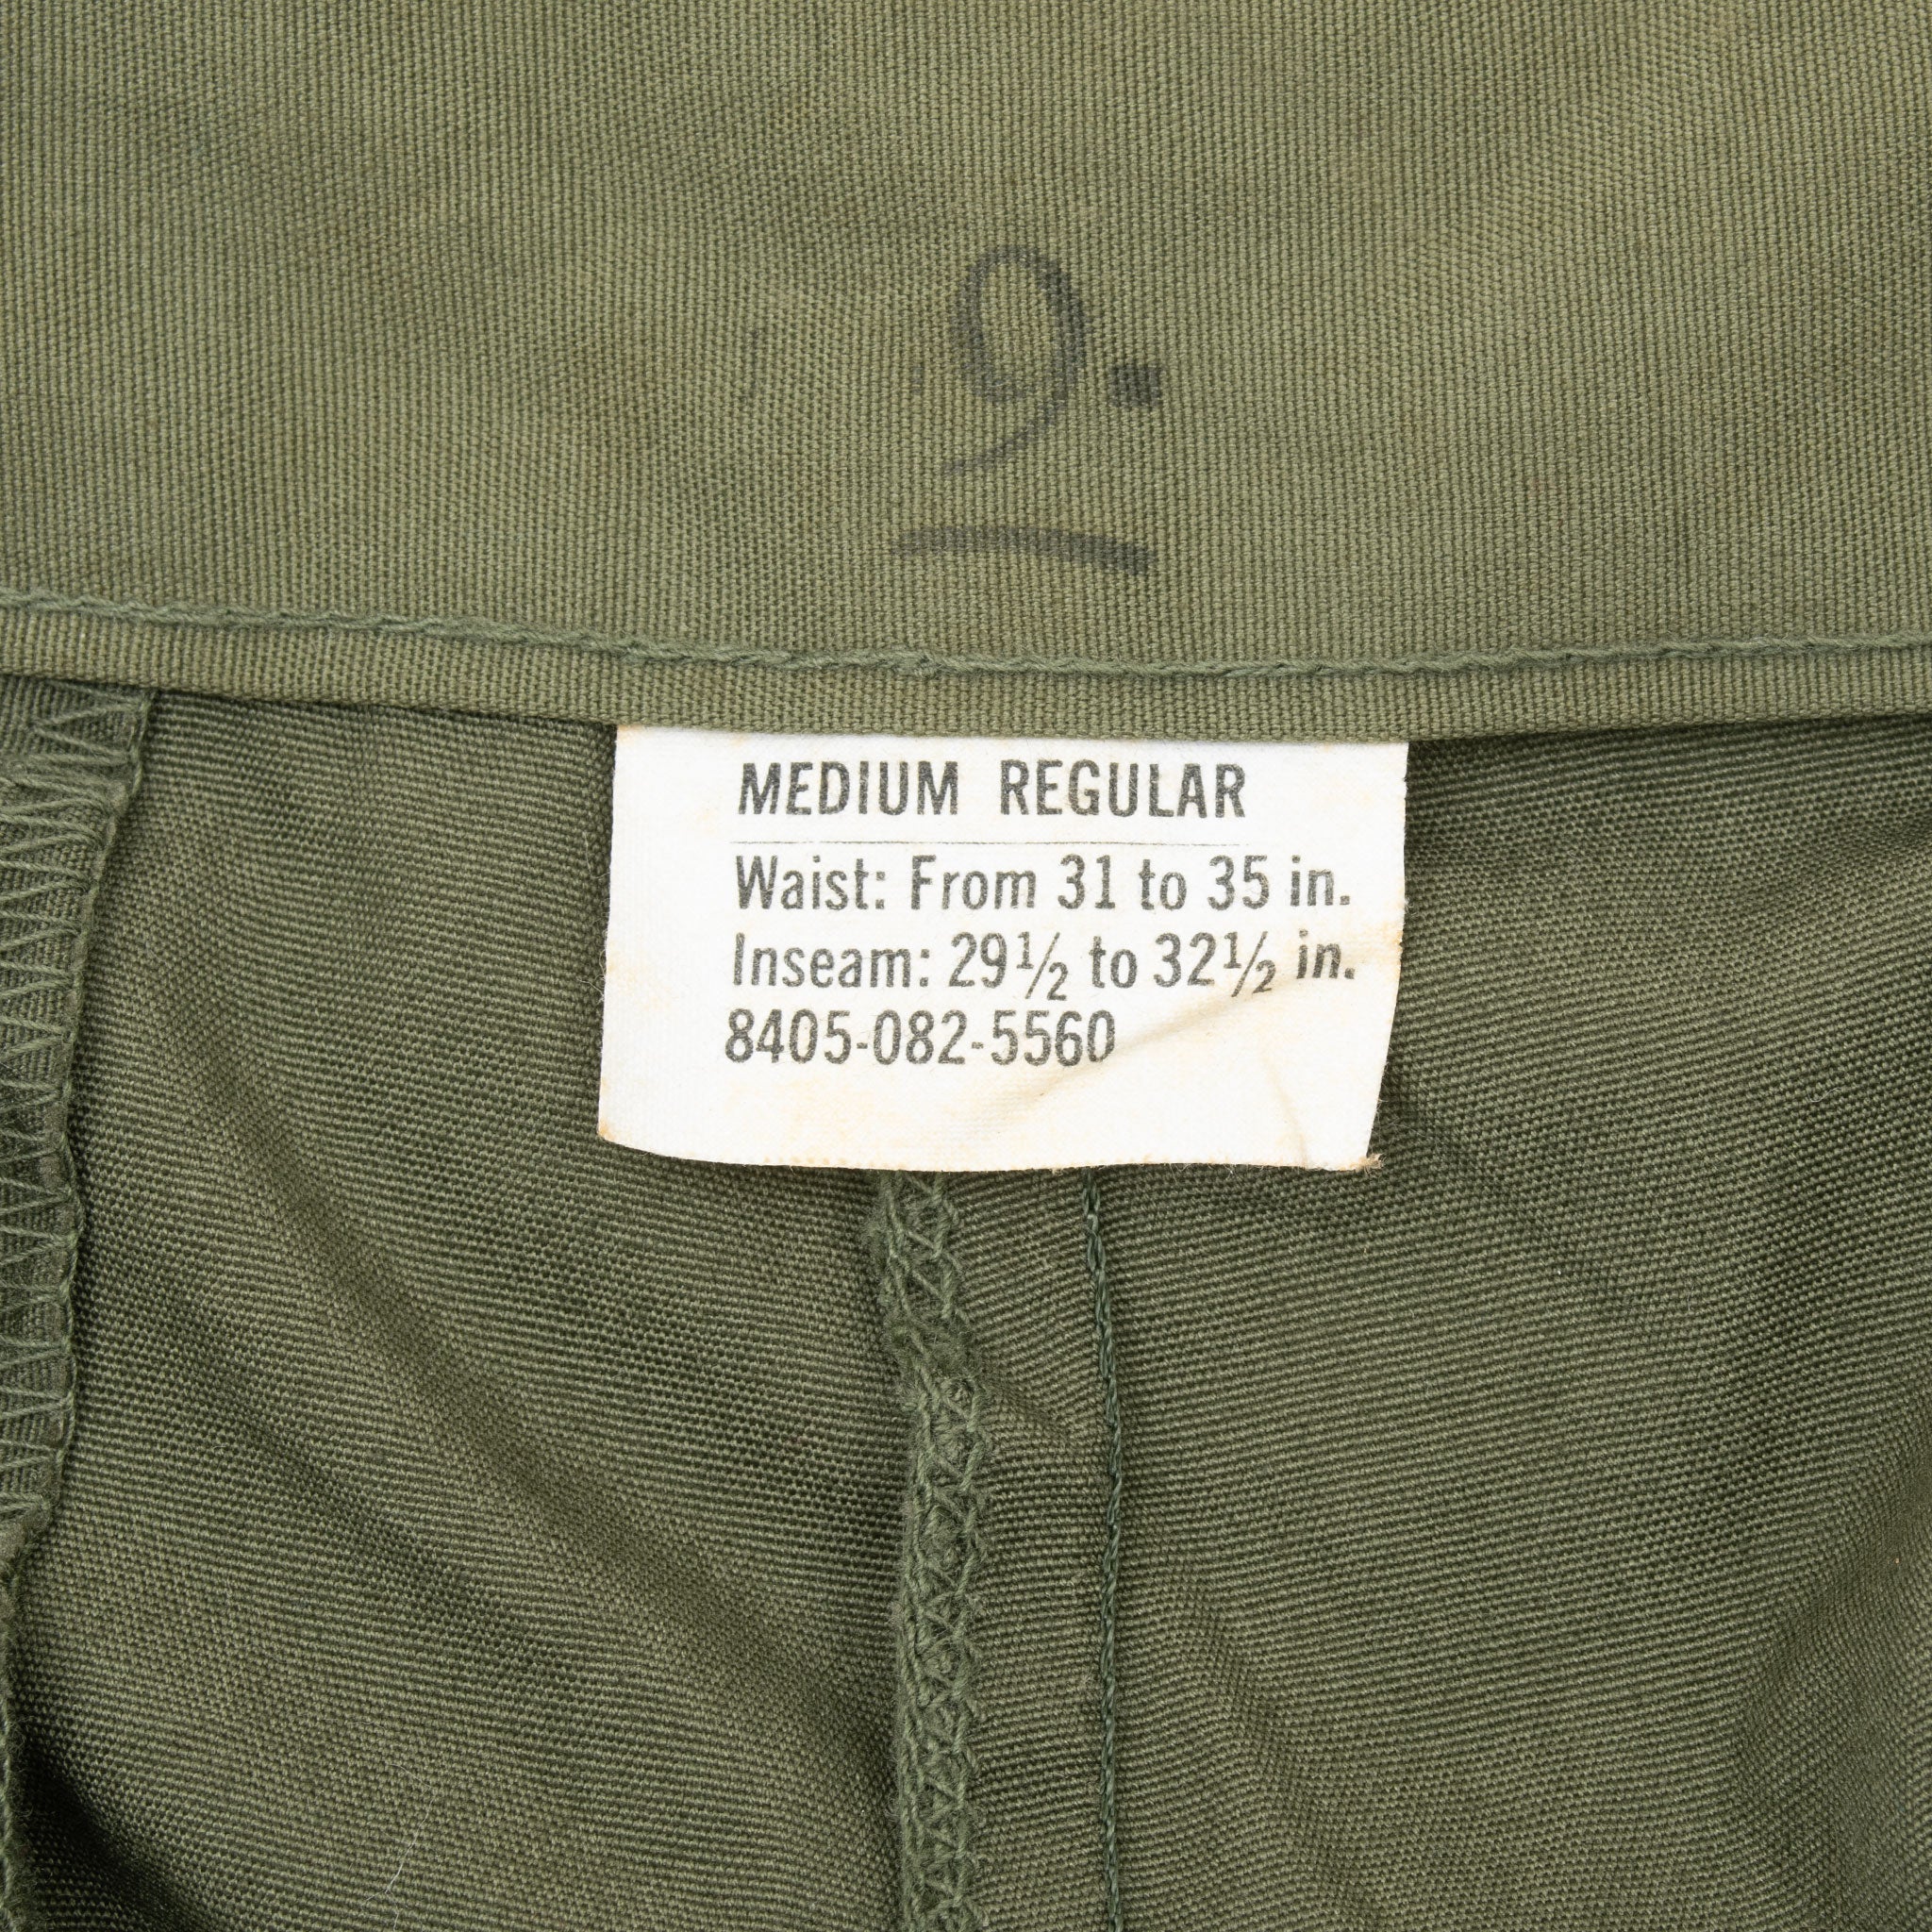 9.
MEDIUM REGULAR
Waist: From 31 to 35 in.
Inseam: 29½ to 32½ in.
8405-082-5560